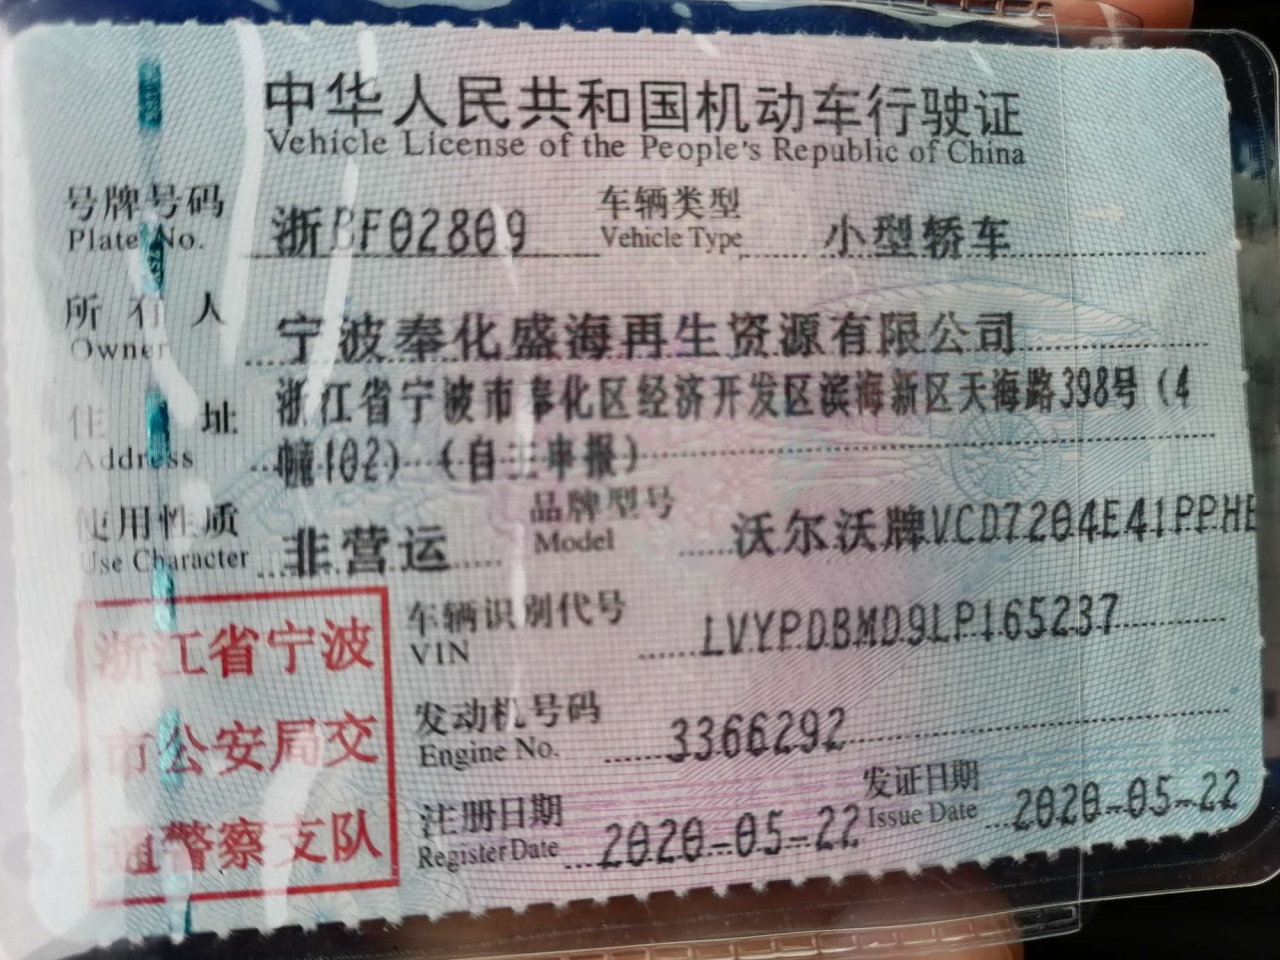 中华人民共和国机动车行驶证
Vehicle License of the People's Republic of China
号牌号码 浙BF02809 车辆类型 小型轿车
Plate No. Vehicle Type
所有人 宁波奉化盛海再生资源有限公司
Owner
住址 浙江省宁波市奉化区经济开发区滨海新区天海路398号（4
Address 幢102）（自主申报）
使用性质 非营运 品牌型号 沃尔沃牌VCD7204E41PPHE
Use Character Model
浙江省宁波
市公安局交
通警察支队
车辆识别代号 LVYPDBMD9LP165237
VIN
发动机号码 3366292
Engine No.
注册日期 2020-05-22 发证日期 2020-05-22
Register Date Issue Date